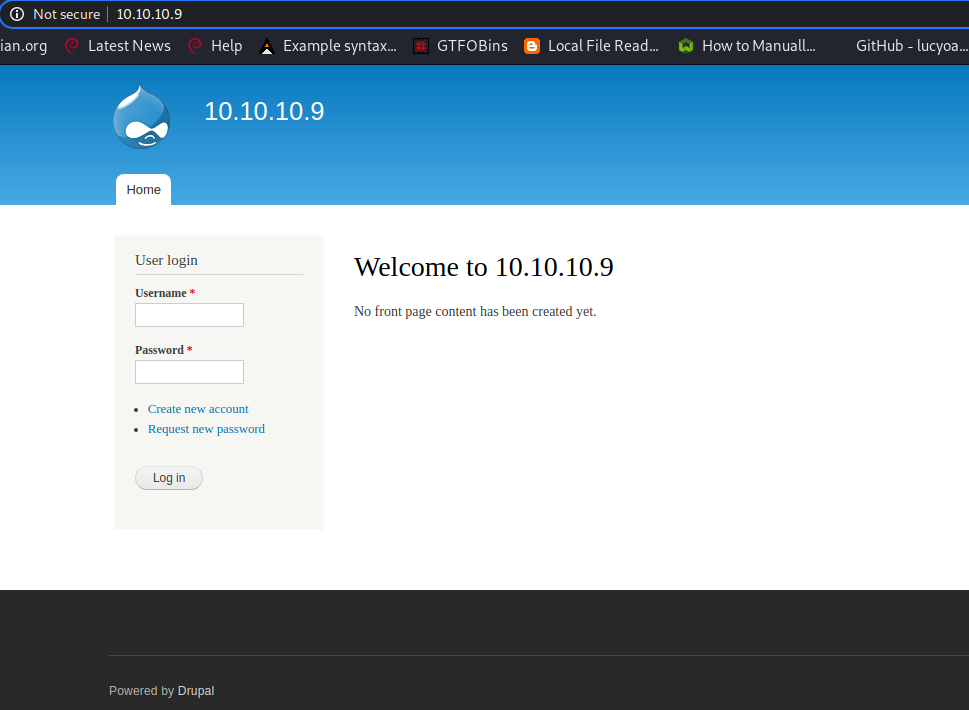 Not secure 10.10.10.9
ian.org Latest News Help Example syntax... GTFOBins Local File Read... How to Manuall... GitHub - lucyoa...
10.10.10.9
Home
User login
Username *
Password *
Create new account
Request new password
Log in
Welcome to 10.10.10.9
No front page content has been created yet.
Powered by Drupal